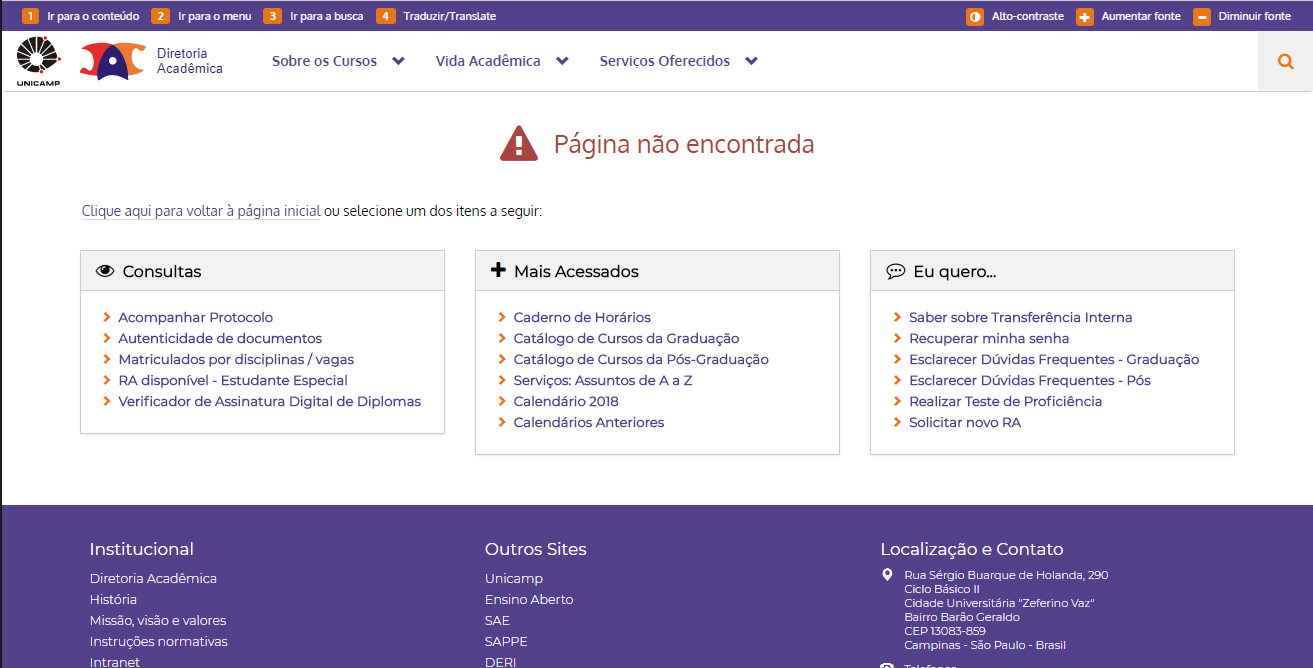 1 Ir para o conteúdo 2 Ir para o menu 3 Ir para a busca 4 Traduzir/Translate Alto-contraste Aumentar fonte Diminuir fonte
UNICAMP
Diretoria
Acadêmica
Sobre os Cursos Vida Acadêmica Serviços Oferecidos
Página não encontrada
Clique aqui para voltar à página inicial ou selecione um dos itens a seguir:
Consultas
Acompanhar Protocolo
Autenticidade de documentos
Matriculados por disciplinas / vagas
RA disponível - Estudante Especial
Verificador de Assinatura Digital de Diplomas
Mais Acessados
Caderno de Horários
Catálogo de Cursos da Graduação
Catálogo de Cursos da Pós-Graduação
Serviços: Assuntos de A a Z
Calendário 2018
Calendários Anteriores
Eu quero...
Saber sobre Transferência Interna
Recuperar minha senha
Esclarecer Dúvidas Frequentes - Graduação
Esclarecer Dúvidas Frequentes - Pós
Realizar Teste de Proficiência
Solicitar novo RA
Institucional
Diretoria Acadêmica
História
Missão, visão e valores
Instruções normativas
Intranet
Outros Sites
Unicamp
Ensino Aberto
SAE
SAPPE
DERI
Localização e Contato
Rua Sérgio Buarque de Holanda, 290
Ciclo Básico II
Cidade Universitária "Zeferino Vaz"
Bairro Barão Geraldo
CEP 13083-859
Campinas - São Paulo - Brasil